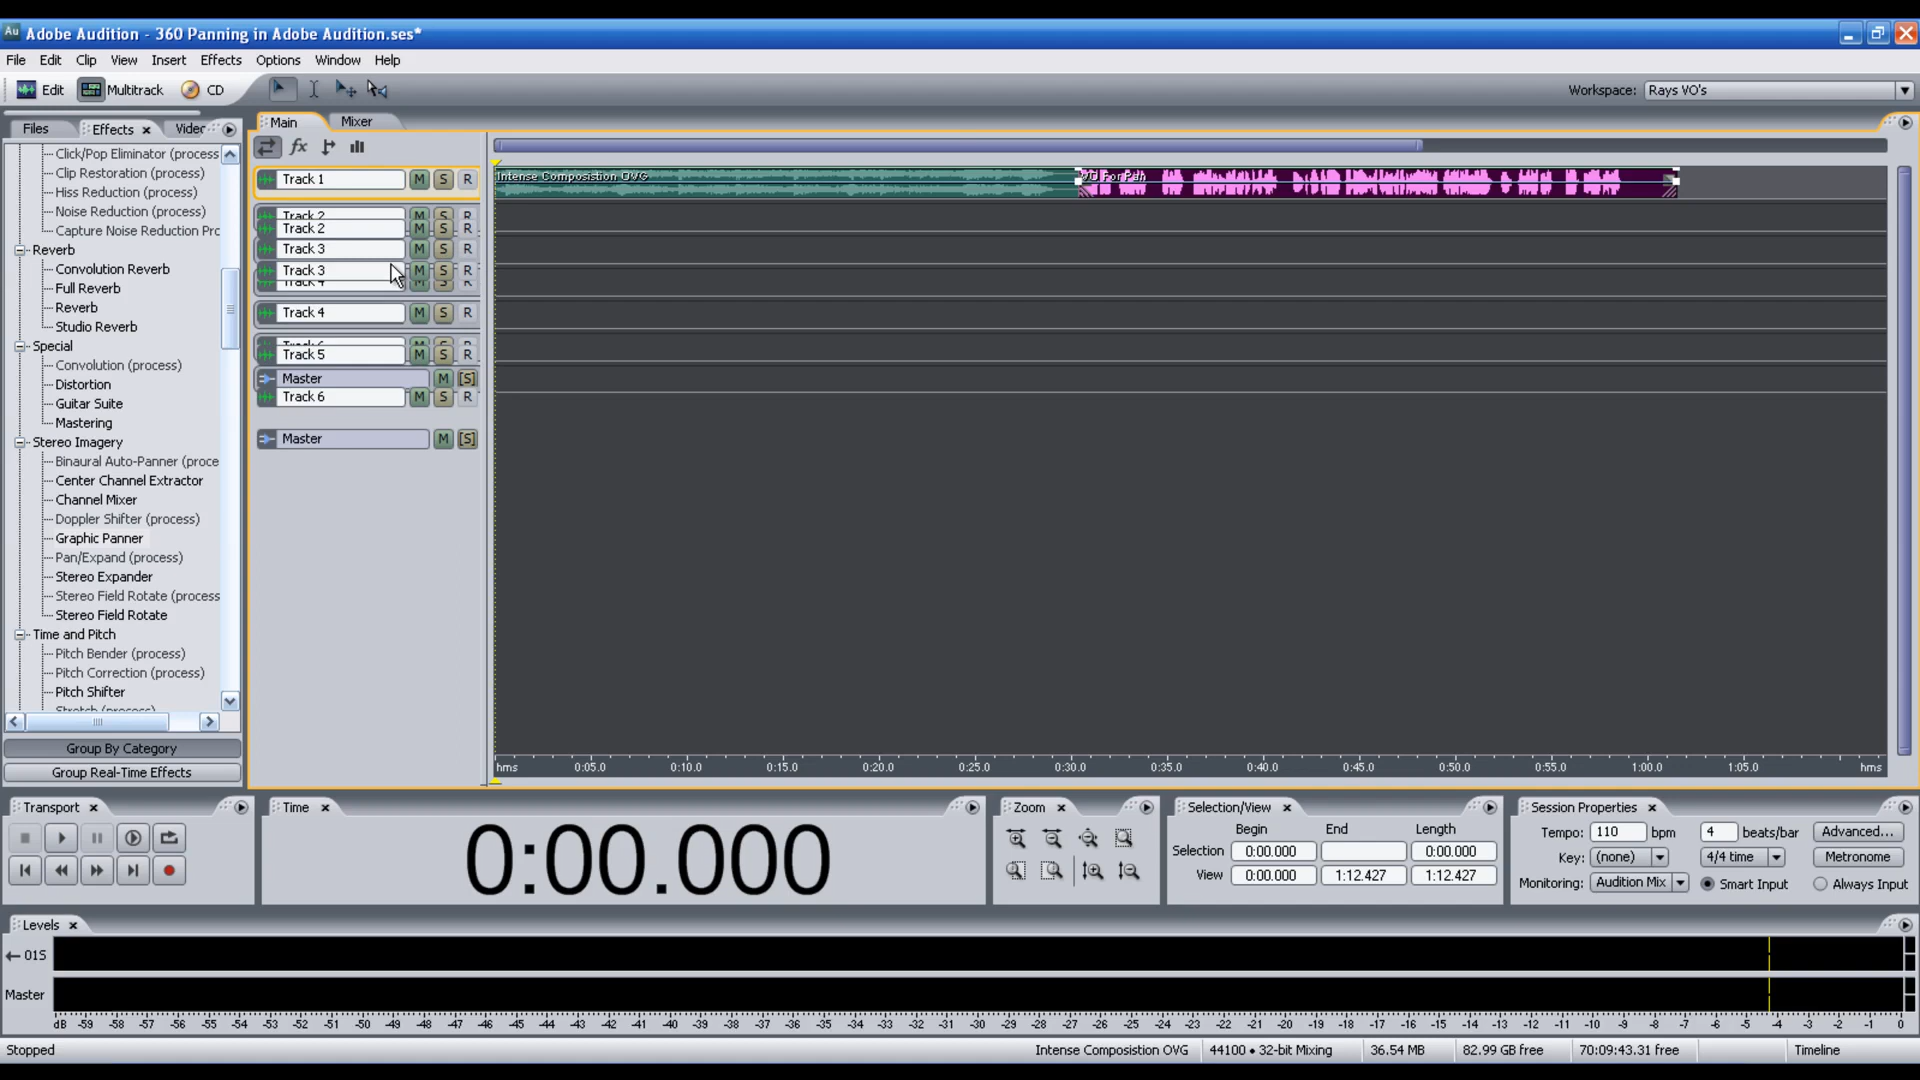 Au Adobe Audition - 360 Panning in Adobe Audition.ses*
File Edit Clip View Insert Effects Options Window Help
Edit Multitrack CD
Workspace: Rays VO's
Files Effects Video
Main Mixer
Click/Pop Eliminator (process
Clip Restoration (process)
Hiss Reduction (process)
Noise Reduction (process)
Capture Noise Reduction Prc
Reverb
Convolution Reverb
Full Reverb
Reverb
Studio Reverb
Special
Convolution (process)
Distortion
Guitar Suite
Mastering
Stereo Imagery
Binaural Auto-Panner (proce
Center Channel Extractor
Channel Mixer
Doppler Shifter (process)
Graphic Panner
Pan/Expand (process)
Stereo Expander
Stereo Field Rotate (process
Stereo Field Rotate
Time and Pitch
Pitch Bender (process)
Pitch Correction (process)
Pitch Shifter
Stretch (process)
Group By Category
Group Real-Time Effects
fx
Track 1 M S R
Track 2 M S R
Track 2 M S R
Track 3 M S R
Track 3 M S R
Track 4 M S R
Track 4 M S R
Track 5 M S R
Master M [S]
Track 6 M S R
Master M [S]
Intense Composistion OVG
VO For Pan
hms 0:05.0 0:10.0 0:15.0 0:20.0 0:25.0 0:30.0 0:35.0 0:40.0 0:45.0 0:50.0 0:55.0 1:00.0 1:05.0 hms
Transport
Time
0:00.000
Zoom
Selection/View
Begin End Length
Selection 0:00.000 0:00.000
View 0:00.000 1:12.427 1:12.427
Session Properties
Tempo: 110 bpm 4 beats/bar Advanced...
Key: (none) 4/4 time Metronome
Monitoring: Audition Mix Smart Input Always Input
Levels
01S
Master
dB -59 -58 -57 -56 -55 -54 -53 -52 -51 -50 -49 -48 -47 -46 -45 -44 -43 -42 -41 -40 -39 -38 -37 -36 -35 -34 -33 -32 -31 -30 -29 -28 -27 -26 -25 -24 -23 -22 -21 -20 -19 -18 -17 -16 -15 -14 -13 -12 -11 -10 -9 -8 -7 -6 -5 -4 -3 -2 -1 0
Stopped
Intense Composistion OVG 44100 • 32-bit Mixing 36.54 MB 82.99 GB free 70:09:43.31 free Timeline